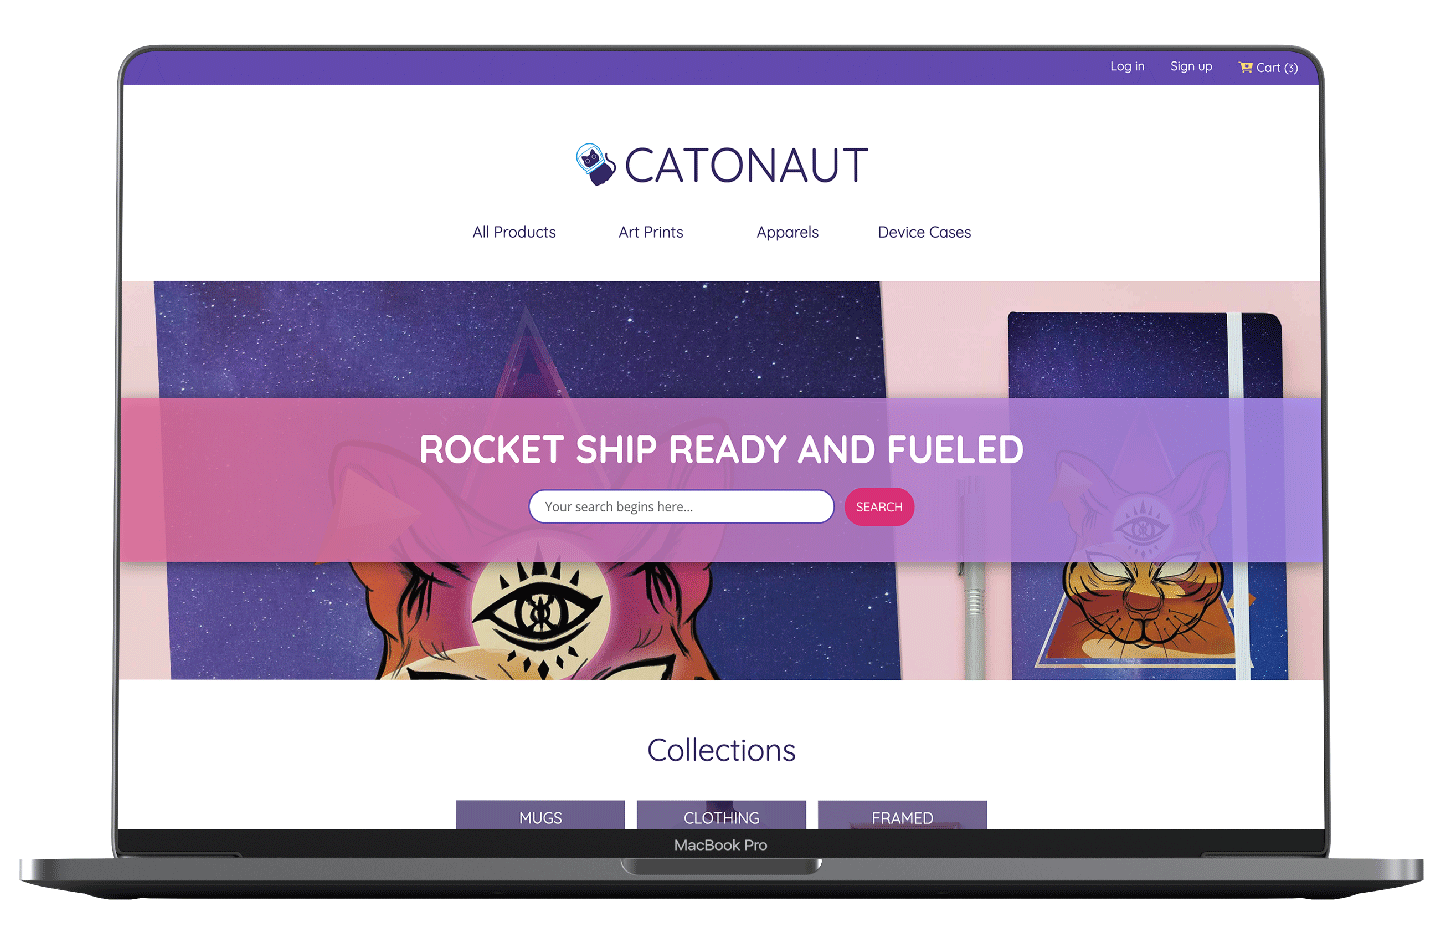 Log in Sign up Cart (3)
CATONAUT
All Products Art Prints Apparels Device Cases
ROCKET SHIP READY AND FUELED
Your search begins here...
SEARCH
Collections
MUGS CLOTHING FRAMED
MacBook Pro